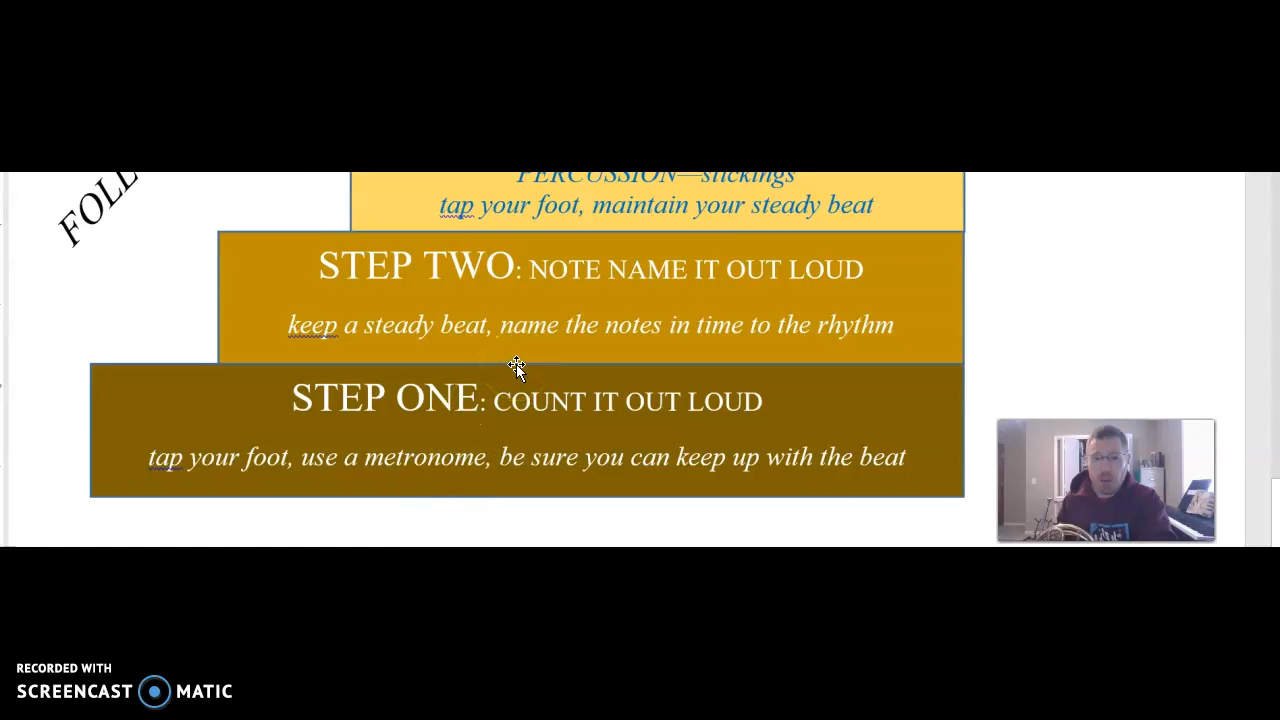 FOLL
PERCUSSION—stickings
tap your foot, maintain your steady beat
STEP TWO: NOTE NAME IT OUT LOUD
keep a steady beat, name the notes in time to the rhythm
STEP ONE: COUNT IT OUT LOUD
tap your foot, use a metronome, be sure you can keep up with the beat
RECORDED WITH
SCREENCAST MATIC